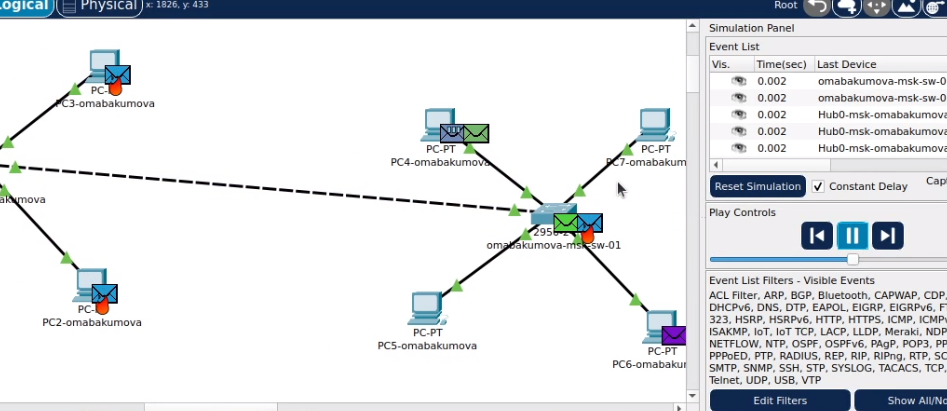 Logical
Physical
x: 1826, y: 433
Root
PC3-omabakumova
akumova
PC2-omabakumova
PC-PT
PC4-omabakumova
PC-PT
PC7-omabakum
omabakumova-msk-sw-01
PC-PT
PC5-omabakumova
PC-PT
PC6-omabakumov
Simulation Panel
Event List
Vis. Time(sec) Last Device
0.002 omabakumova-msk-sw-0
0.002 omabakumova-msk-sw-0
0.002 Hub0-msk-omabakumova
0.002 Hub0-msk-omabakumova
0.002 Hub0-msk-omabakumova
Reset Simulation Constant Delay Capt
Play Controls
Event List Filters - Visible Events
ACL Filter, ARP, BGP, Bluetooth, CAPWAP, CDP,
DHCPv6, DNS, DTP, EAPOL, EIGRP, EIGRPv6, FT
323, HSRP, HSRPv6, HTTP, HTTPS, ICMP, ICMPv
ISAKMP, IoT, IoT TCP, LACP, LLDP, Meraki, NDP
NETFLOW, NTP, OSPF, OSPFv6, PAgP, POP3, PP
PPPoED, PTP, RADIUS, REP, RIP, RIPng, RTP, SC
SMTP, SNMP, SSH, STP, SYSLOG, TACACS, TCP,
Telnet, UDP, USB, VTP
Edit Filters Show All/No